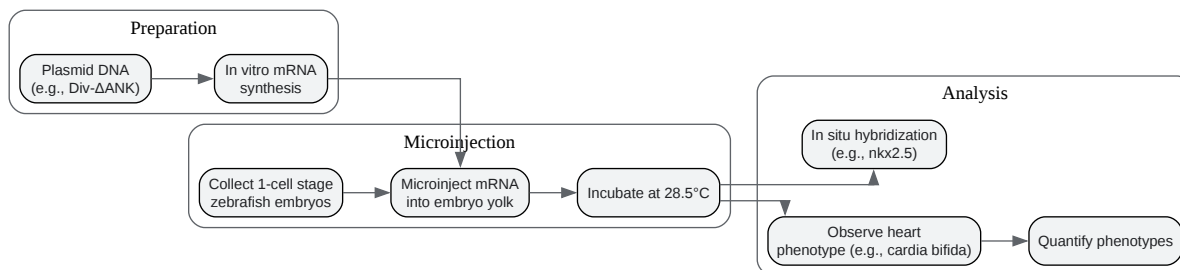 Preparation
Plasmid DNA
(e.g., Div-ΔANK)
In vitro mRNA
synthesis
Microinjection
Collect 1-cell stage
zebrafish embryos
Microinject mRNA
into embryo yolk
Incubate at 28.5°C
Analysis
In situ hybridization
(e.g., nkx2.5)
Observe heart
phenotype (e.g., cardia bifida)
Quantify phenotypes